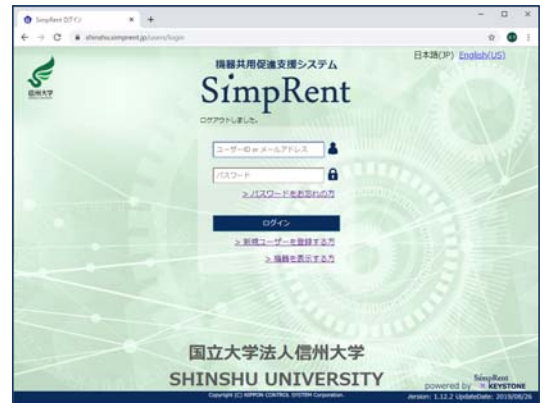 SimpRent ログイン
shinshu.simprent.jp/users/login
日本語(JP) English(US)
信州大学
機器共用促進支援システム
SimpRent
ログアウトしました。
ユーザーID or メールアドレス
パスワード
> パスワードをお忘れの方
ログイン
> 新規ユーザーを登録する方
> 機器を表示する方
国立大学法人信州大学
SHINSHU UNIVERSITY
SimpRent
powered by KEYSTONE
Copyright (C) NIPPON CONTROL SYSTEM Corporation.
Version: 1.12.2 UpdateDate: 2019/08/26